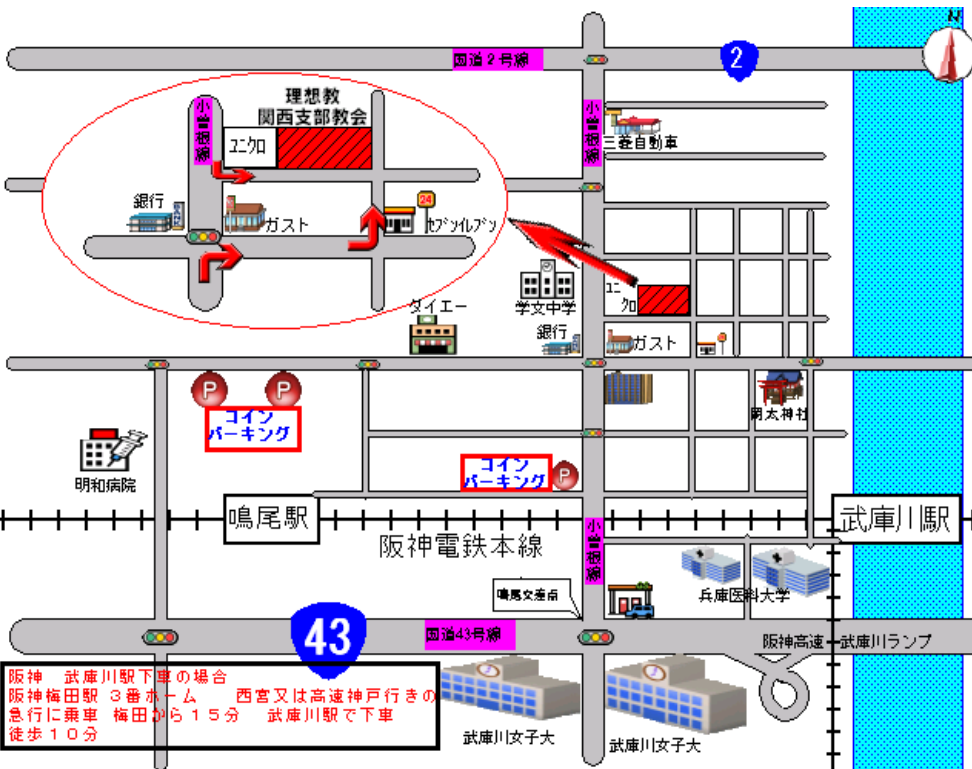 N
国道2号線
2
理想教
関西支部教会
小曽根線
ユニクロ
小曽根線
三菱自動車
銀行
BANK
ガスト
24
セブンイレブン
ユニ
クロ
学文中学
ダイエー
銀行
ガスト
P
P
コイン
パーキング
岡太神社
明和病院
コイン
パーキング
P
鳴尾駅
武庫川駅
阪神電鉄本線
小曽根線
兵庫医科大学
鳴尾交差点
43
国道43号線
阪神高速
武庫川ランプ
阪神 武庫川駅下車の場合
阪神梅田駅 3番ホーム 西宮又は高速神戸行きの
急行に乗車 梅田から15分 武庫川駅で下車
徒歩10分
武庫川女子大
武庫川女子大